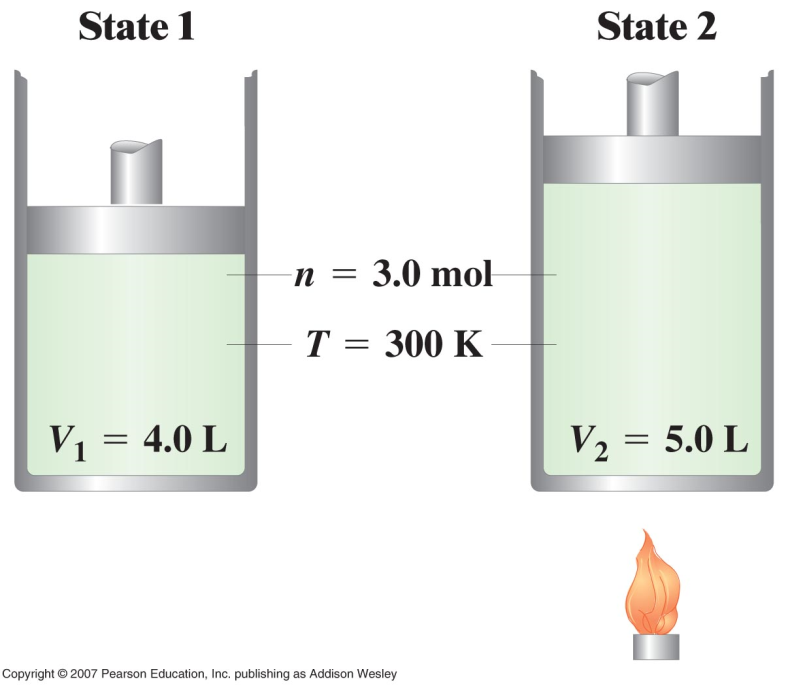 State 1
State 2
n = 3.0 mol
T = 300 K
V₁ = 4.0 L
V₂ = 5.0 L
Copyright © 2007 Pearson Education, Inc. publishing as Addison Wesley